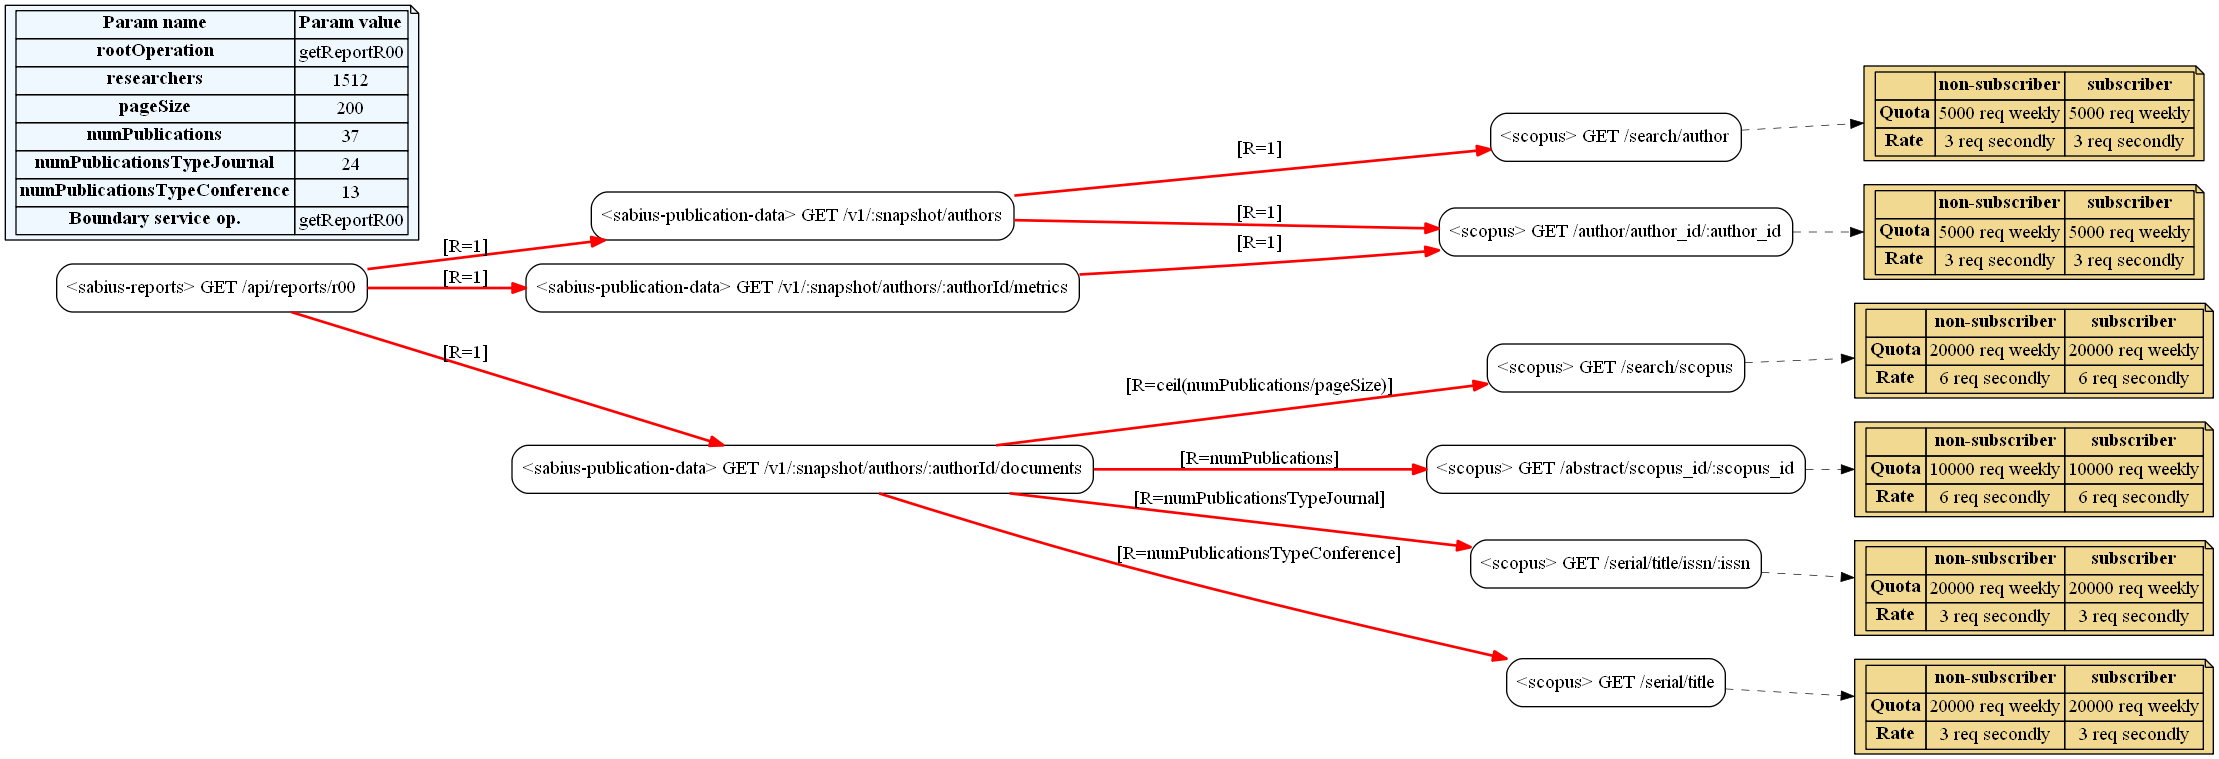 Param name Param value
rootOperation getReportR00
researchers 1512
pageSize 200
numPublications 37
numPublicationsTypeJournal 24
numPublicationsTypeConference 13
Boundary service op. getReportR00
<sabius-reports> GET /api/reports/r00
[R=1]
[R=1]
[R=1]
<sabius-publication-data> GET /v1/:snapshot/authors
<sabius-publication-data> GET /v1/:snapshot/authors/:authorId/metrics
<sabius-publication-data> GET /v1/:snapshot/authors/:authorId/documents
[R=1]
[R=1]
[R=1]
[R=ceil(numPublications/pageSize)]
[R=numPublications]
[R=numPublicationsTypeJournal]
[R=numPublicationsTypeConference]
<scopus> GET /search/author
<scopus> GET /author/author_id/:author_id
<scopus> GET /search/scopus
<scopus> GET /abstract/scopus_id/:scopus_id
<scopus> GET /serial/title/issn/:issn
<scopus> GET /serial/title
non-subscriber subscriber
Quota 5000 req weekly 5000 req weekly
Rate 3 req secondly 3 req secondly
non-subscriber subscriber
Quota 5000 req weekly 5000 req weekly
Rate 3 req secondly 3 req secondly
non-subscriber subscriber
Quota 20000 req weekly 20000 req weekly
Rate 6 req secondly 6 req secondly
non-subscriber subscriber
Quota 10000 req weekly 10000 req weekly
Rate 6 req secondly 6 req secondly
non-subscriber subscriber
Quota 20000 req weekly 20000 req weekly
Rate 3 req secondly 3 req secondly
non-subscriber subscriber
Quota 20000 req weekly 20000 req weekly
Rate 3 req secondly 3 req secondly